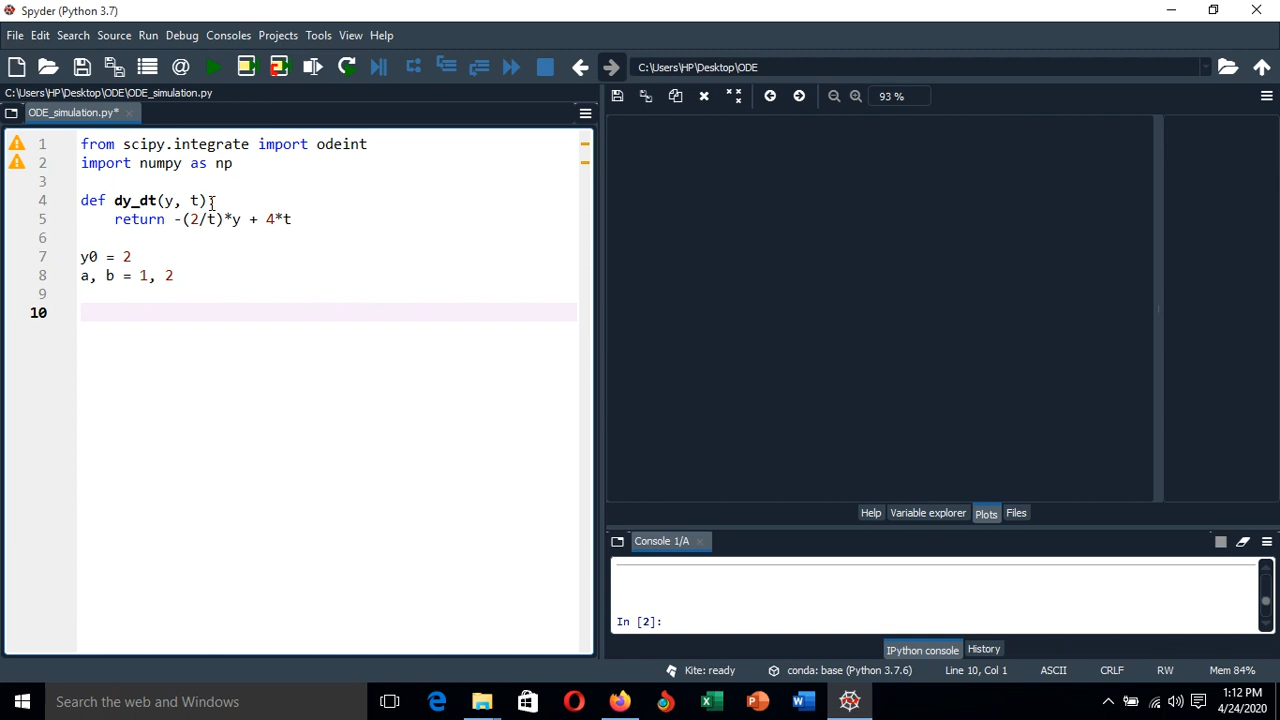 Spyder (Python 3.7)
File Edit Search Source Run Debug Consoles Projects Tools View Help
C:\Users\HP\Desktop\ODE
C:\Users\HP\Desktop\ODE\ODE_simulation.py
ODE_simulation.py*
93 %
1 from scipy.integrate import odeint
2 import numpy as np
3
4 def dy_dt(y, t):
5 return -(2/t)*y + 4*t
6
7 y0 = 2
8 a, b = 1, 2
9
10
Help Variable explorer Plots Files
Console 1/A
In [2]:
IPython console History
Kite: ready conda: base (Python 3.7.6) Line 10, Col 1 ASCII CRLF RW Mem 84%
Search the web and Windows
1:12 PM
4/24/2020